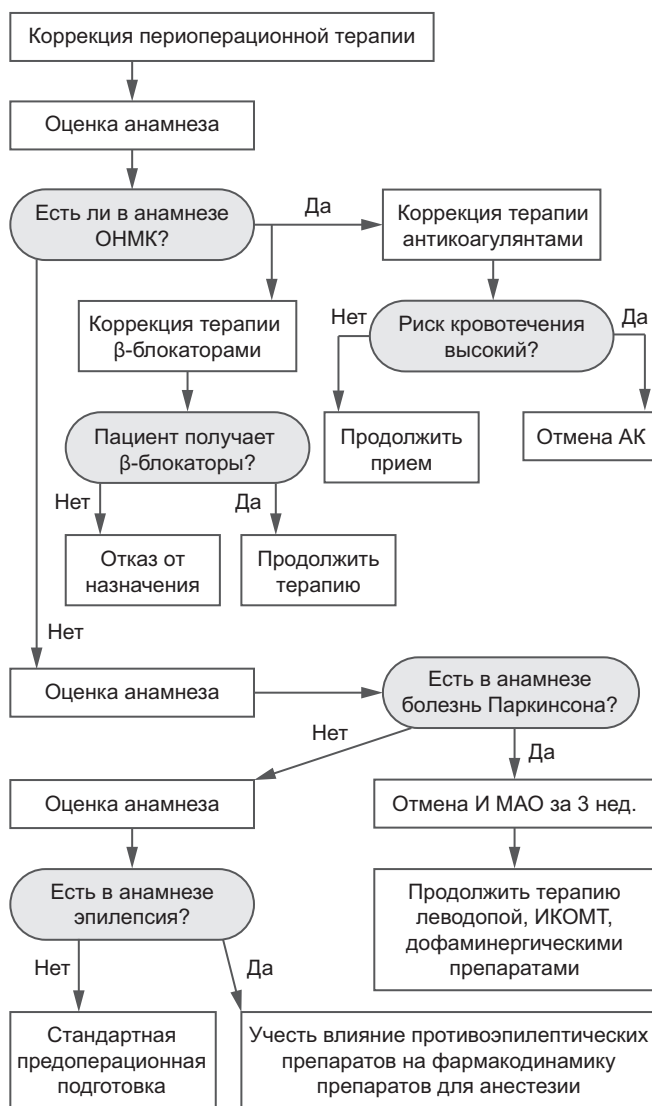 Коррекция периоперационной терапии
Оценка анамнеза
Есть ли в анамнезе
ОНМК?
Да
Коррекция терапии
антикоагулянтами
Коррекция терапии
β-блокаторами
Нет
Риск кровотечения
высокий?
Да
Пациент получает
β-блокаторы?
Продолжить
прием
Отмена АК
Нет
Да
Отказ от
назначения
Продолжить
терапию
Нет
Оценка анамнеза
Есть в анамнезе
болезнь Паркинсона?
Нет
Да
Оценка анамнеза
Отмена И МАО за 3 нед.
Есть в анамнезе
эпилепсия?
Продолжить терапию
леводопой, ИКОМТ,
дофаминергическими
препаратами
Нет
Да
Стандартная
предоперационная
подготовка
Учесть влияние противоэпилептических
препаратов на фармакодинамику
препаратов для анестезии